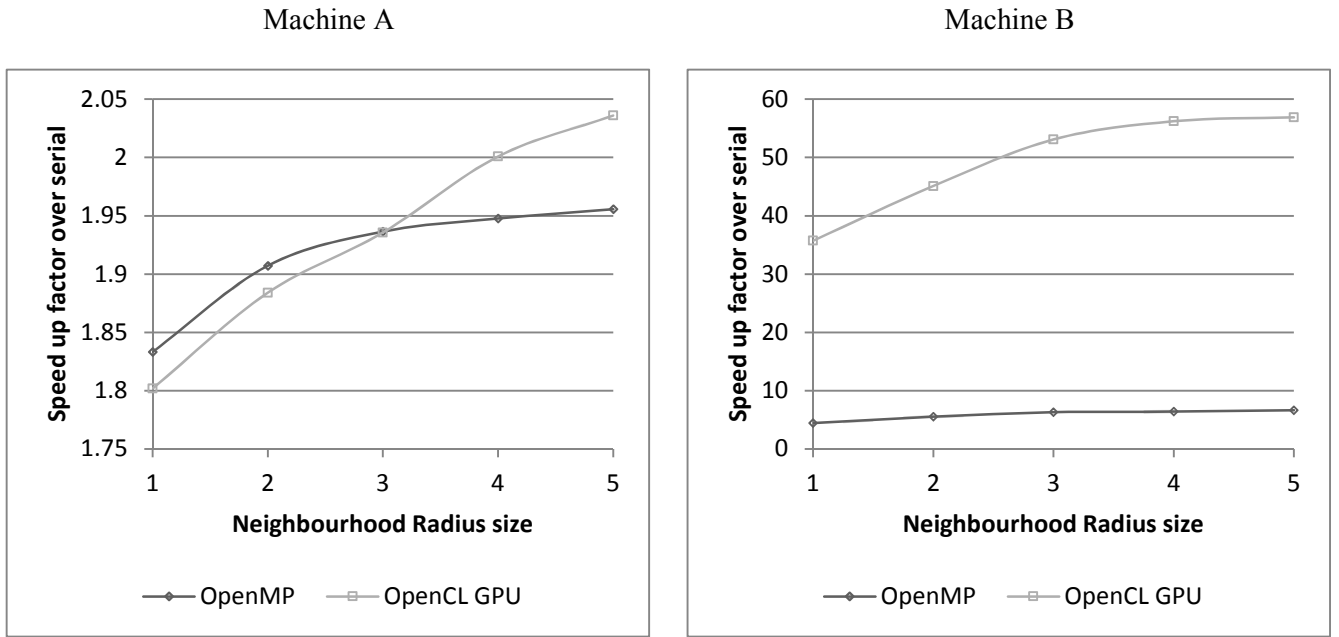 Machine A
Speed up factor over serial
2.05
2
1.95
1.9
1.85
1.8
1.75
1 2 3 4 5
Neighbourhood Radius size
OpenMP OpenCL GPU
Machine B
Speed up factor over serial
60
50
40
30
20
10
0
1 2 3 4 5
Neighbourhood Radius size
OpenMP OpenCL GPU